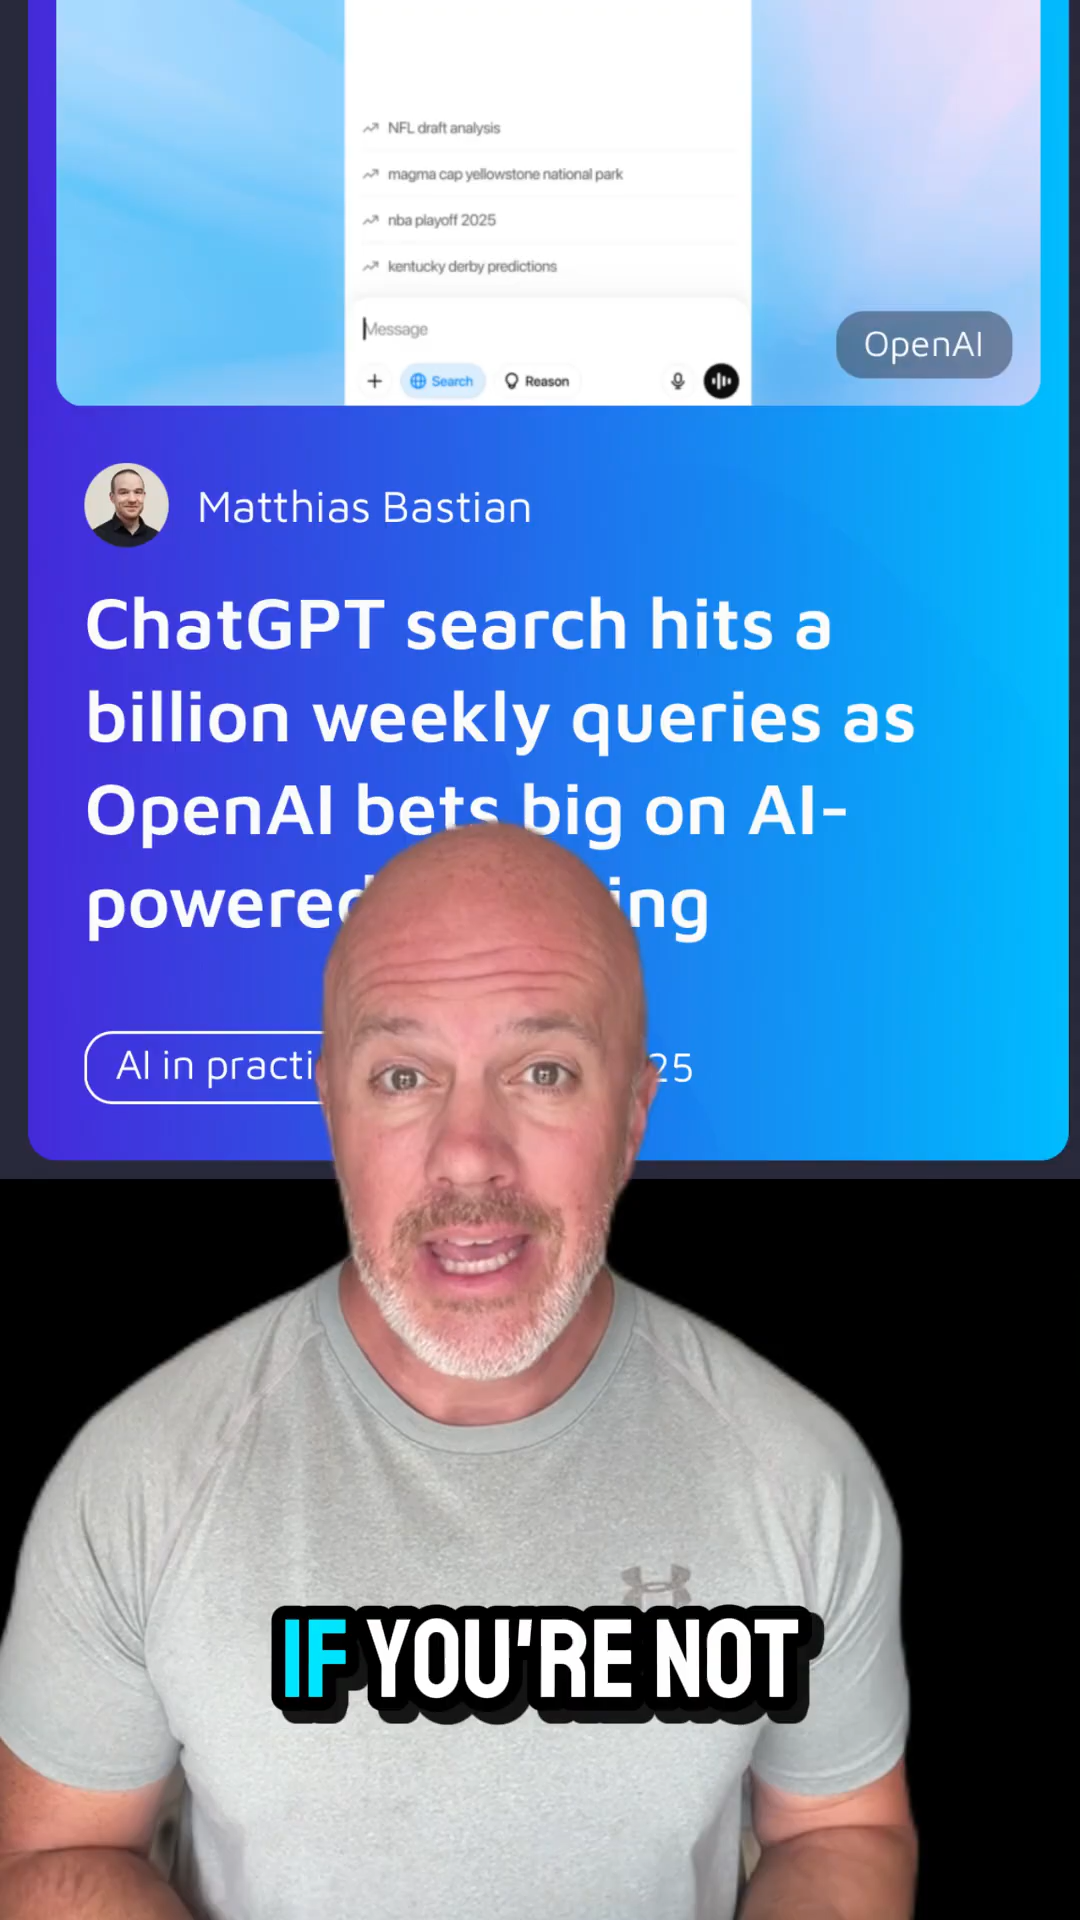 NFL draft analysis
magma cap yellowstone national park
nba playoff 2025
kentucky derby predictions
Message
Search
Reason
OpenAI
Matthias Bastian
ChatGPT search hits a
billion weekly queries as
OpenAI bets big on AI-
powered ing
AI in practi
25
IF YOU'RE NOT